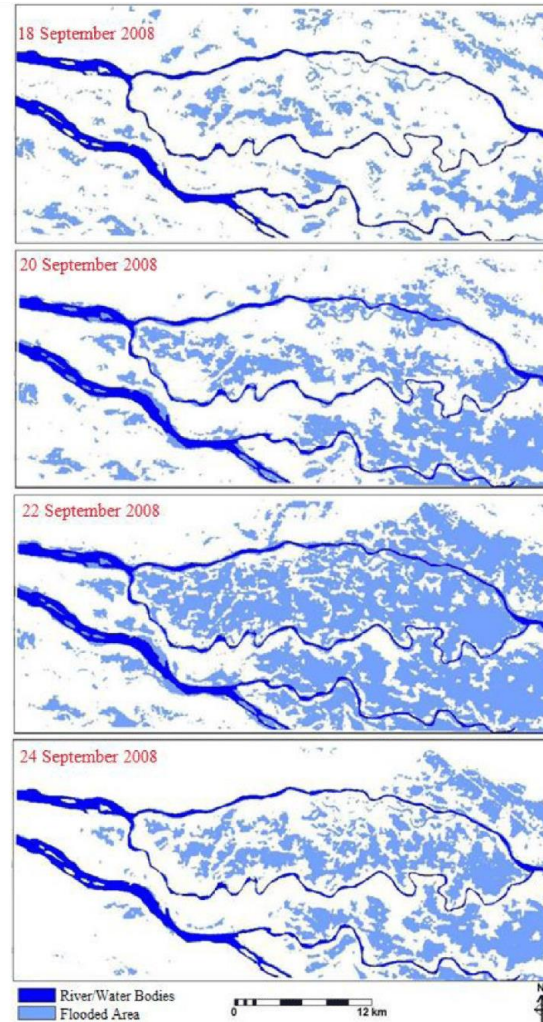 18 September 2008
20 September 2008
22 September 2008
24 September 2008
River/Water Bodies
Flooded Area
0 12 km
N